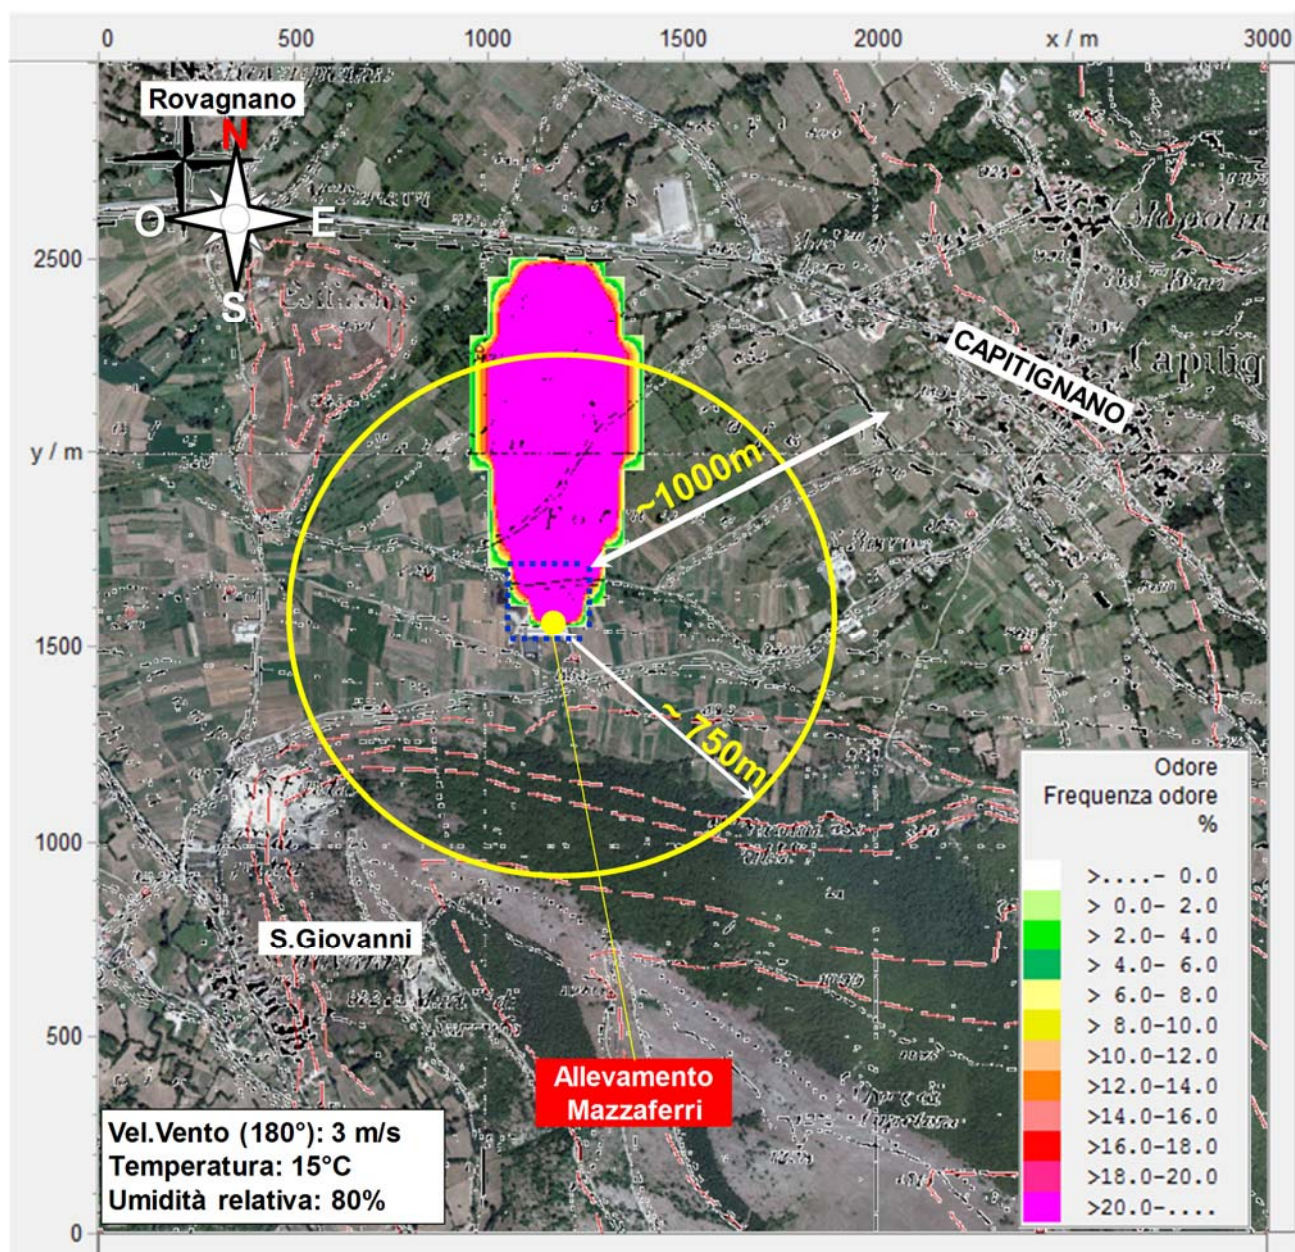 0 500 1000 1500 2000 x / m 3000
Rovagnano
N
O E
S
2500
y / m
1500
1000
500
0
CAPITIGNANO
~1000m
~ 750m
S.Giovanni
Allevamento
Mazzaferri
Vel.Vento (180°): 3 m/s
Temperatura: 15°C
Umidità relativa: 80%
Odore
Frequenza odore
%
>....- 0.0
> 0.0- 2.0
> 2.0- 4.0
> 4.0- 6.0
> 6.0- 8.0
> 8.0-10.0
>10.0-12.0
>12.0-14.0
>14.0-16.0
>16.0-18.0
>18.0-20.0
>20.0-....